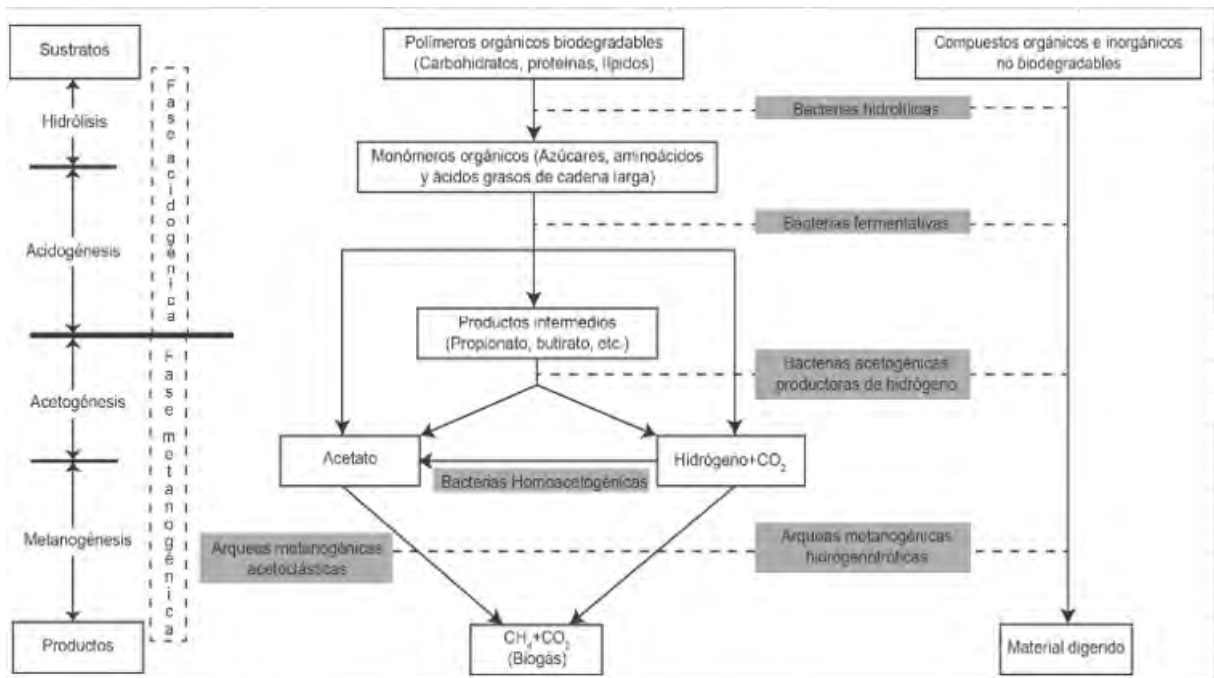 Sustratos
Hidrólisis
Acidogénesis
Acetogénesis
Metanogénesis
Productos
Fase acidogénica
Fase metanogénica
Polímeros orgánicos biodegradables
(Carbohidratos, proteínas, lípidos)
Compuestos orgánicos e inorgánicos
no biodegradables
Bacterias hidrolíticas
Monómeros orgánicos (Azúcares, aminoácidos
y ácidos grasos de cadena larga)
Bacterias fermentativas
Productos intermedios
(Propionato, butirato, etc.)
Bacterias acetogénicas
productoras de hidrógeno
Acetato
Hidrógeno+CO₂
Bacterias Homoacetogénicas
Arqueas metanogénicas
acetoclásticas
Arqueas metanogénicas
hidrogenotróticas
CH₄+CO₂
(Biogás)
Material digerido